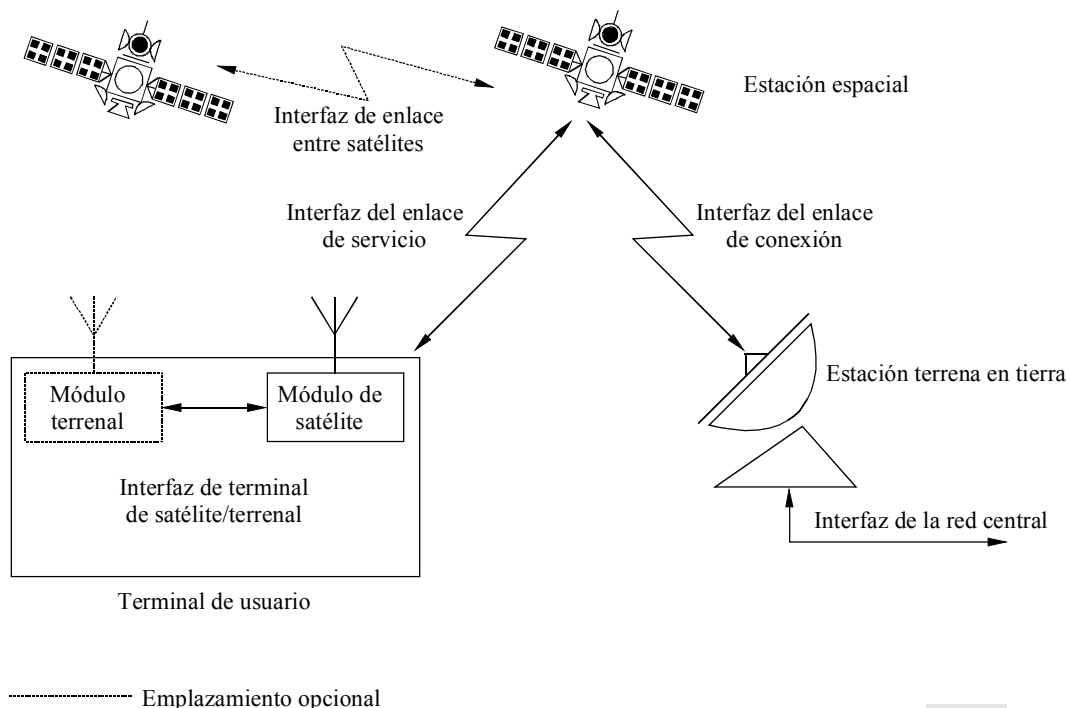 Estación espacial
Interfaz de enlace
entre satélites
Interfaz del enlace
de servicio
Interfaz del enlace
de conexión
Módulo
terrenal
Módulo de
satélite
Estación terrena en tierra
Interfaz de terminal
de satélite/terrenal
Interfaz de la red central
Terminal de usuario
Emplazamiento opcional